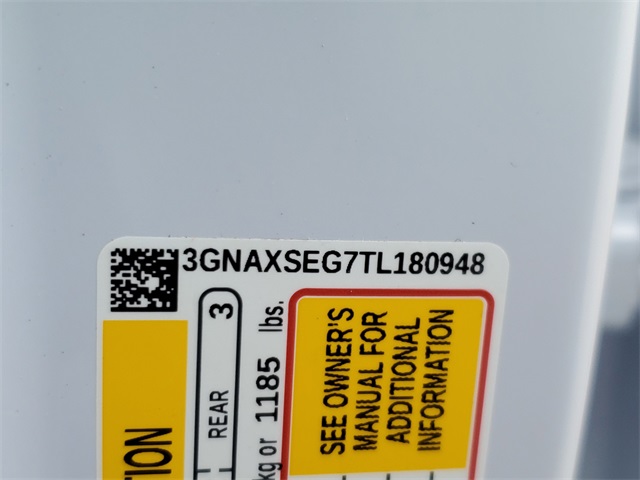 3GNAXSEG7TL180948
REAR 3
kg or 1185 lbs.
SEE OWNER'S
MANUAL FOR
ADDITIONAL
INFORMATION